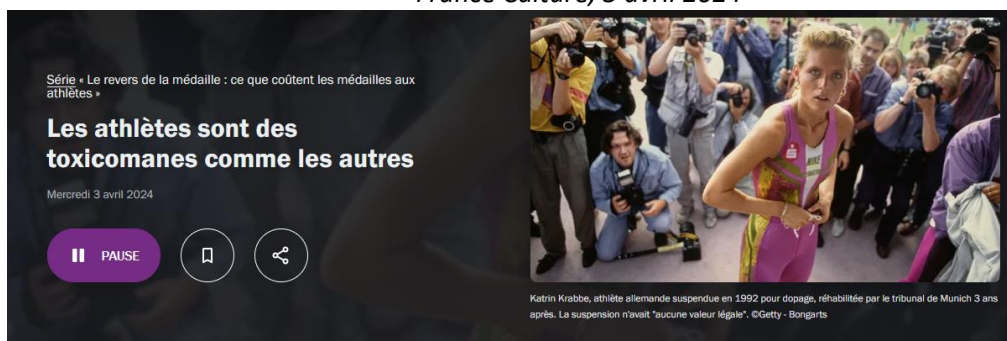 France Culture, 3 avril 2024
Série « Le revers de la médaille : ce que coûtent les médailles aux
athlètes »
Les athlètes sont des
toxicomanes comme les autres
Mercredi 3 avril 2024
PAUSE
NIKE
Katrin Krabbe, athlète allemande suspendue en 1992 pour dopage, réhabilitée par le tribunal de Munich 3 ans
après. La suspension n'avait "aucune valeur légale". ©Getty - Bongarts